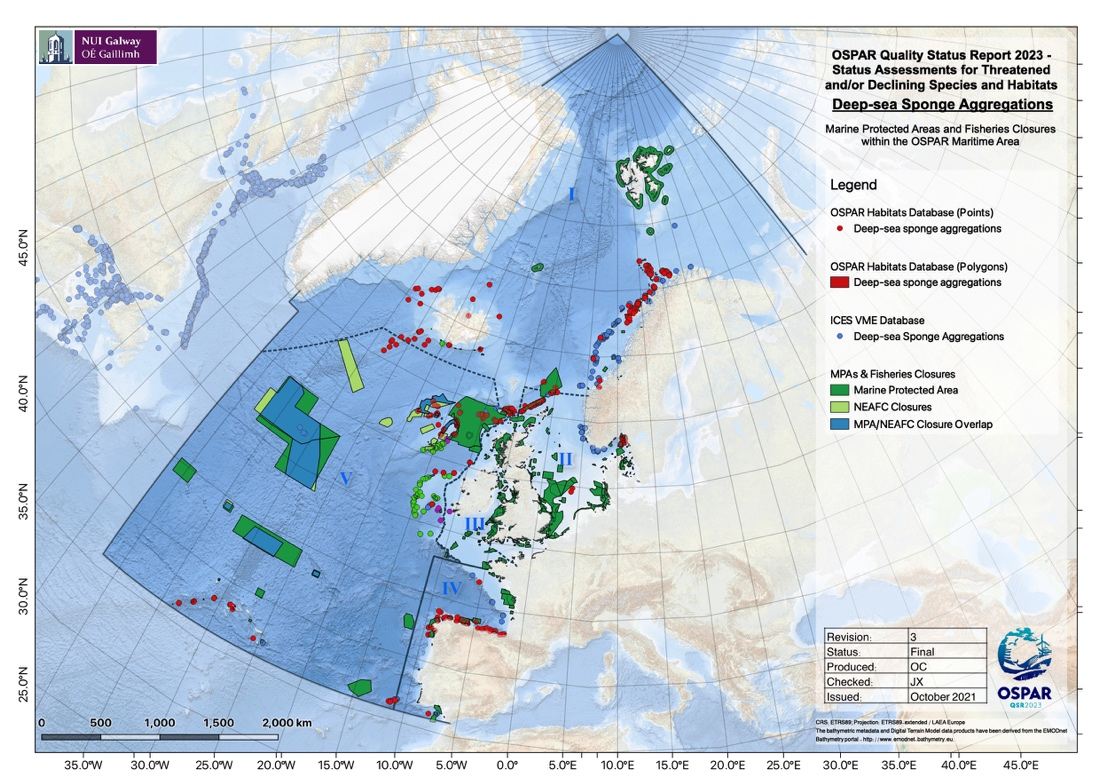 NUI Galway
OÉ Gaillimh
OSPAR Quality Status Report 2023 -
Status Assessments for Threatened
and/or Declining Species and Habitats
Deep-sea Sponge Aggregations
Marine Protected Areas and Fisheries Closures
within the OSPAR Maritime Area
Legend
OSPAR Habitats Database (Points)
Deep-sea sponge aggregations
OSPAR Habitats Database (Polygons)
Deep-sea sponge aggregations
ICES VME Database
Deep-sea Sponge Aggregations
MPAs & Fisheries Closures
Marine Protected Area
NEAFC Closures
MPA/NEAFC Closure Overlap
I
II
V
III
IV
45.0°N
40.0°N
35.0°N
30.0°N
25.0°N
Revision: 3
Status: Final
Produced: OC
Checked: JX
Issued: October 2021
OSPAR
QSR2023
CRS: ETRS89; Projection: ETRS89-extended / LAEA Europe
The bathymetric metadata and Digital Terrain Model data products have been derived from the EMODnet
Bathymetry portal - http://www.emodnet-bathymetry.eu.
0 500 1,000 1,500 2,000 km
35.0°W 30.0°W 25.0°W 20.0°W 15.0°W 10.0°W 5.0°W 0.0° 5.0°E 10.0°E 15.0°E 20.0°E 25.0°E 30.0°E 35.0°E 40.0°E 45.0°E